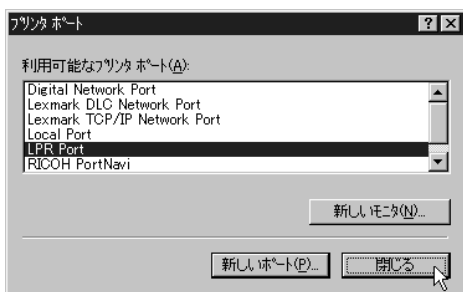 プリンタ ポート
利用可能なプリンタ ポート(A):
Digital Network Port
Lexmark DLC Network Port
Lexmark TCP/IP Network Port
Local Port
LPR Port
RICOH PortNavi
新しいモニタ(N)...
新しいポート(P)...
閉じる